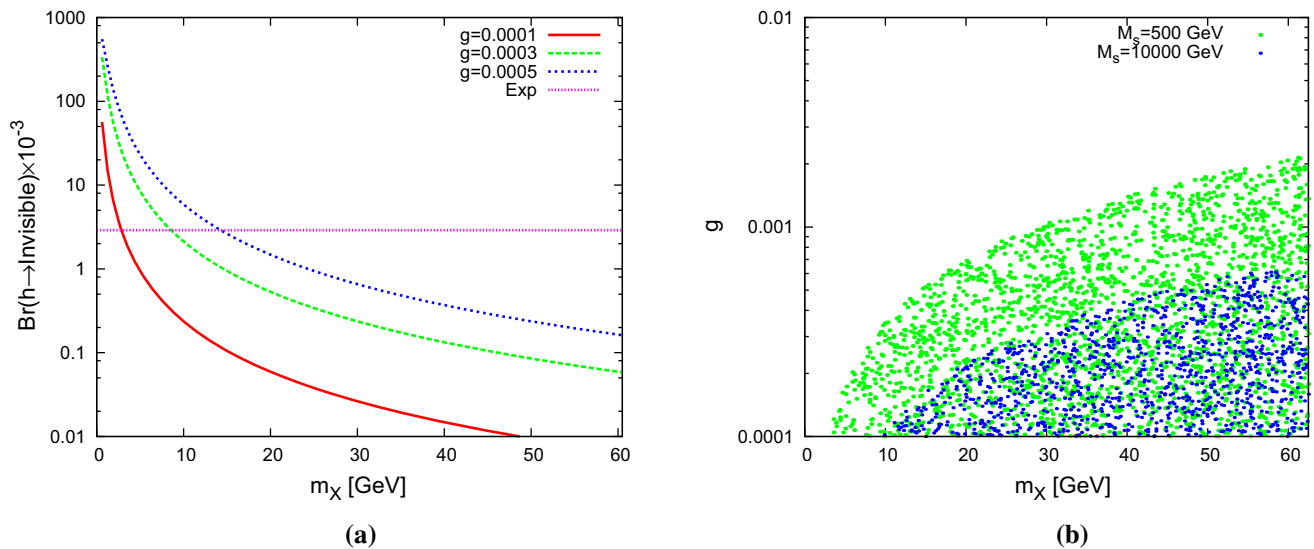 1000
100
10
1
0.1
0.01
Br(h→Invisible)×10⁻³
g=0.0001
g=0.0003
g=0.0005
Exp
0 10 20 30 40 50 60
m_X [GeV]
(a)
0.01
0.001
0.0001
g
M_s=500 GeV
M_s=10000 GeV
0 10 20 30 40 50 60
m_X [GeV]
(b)